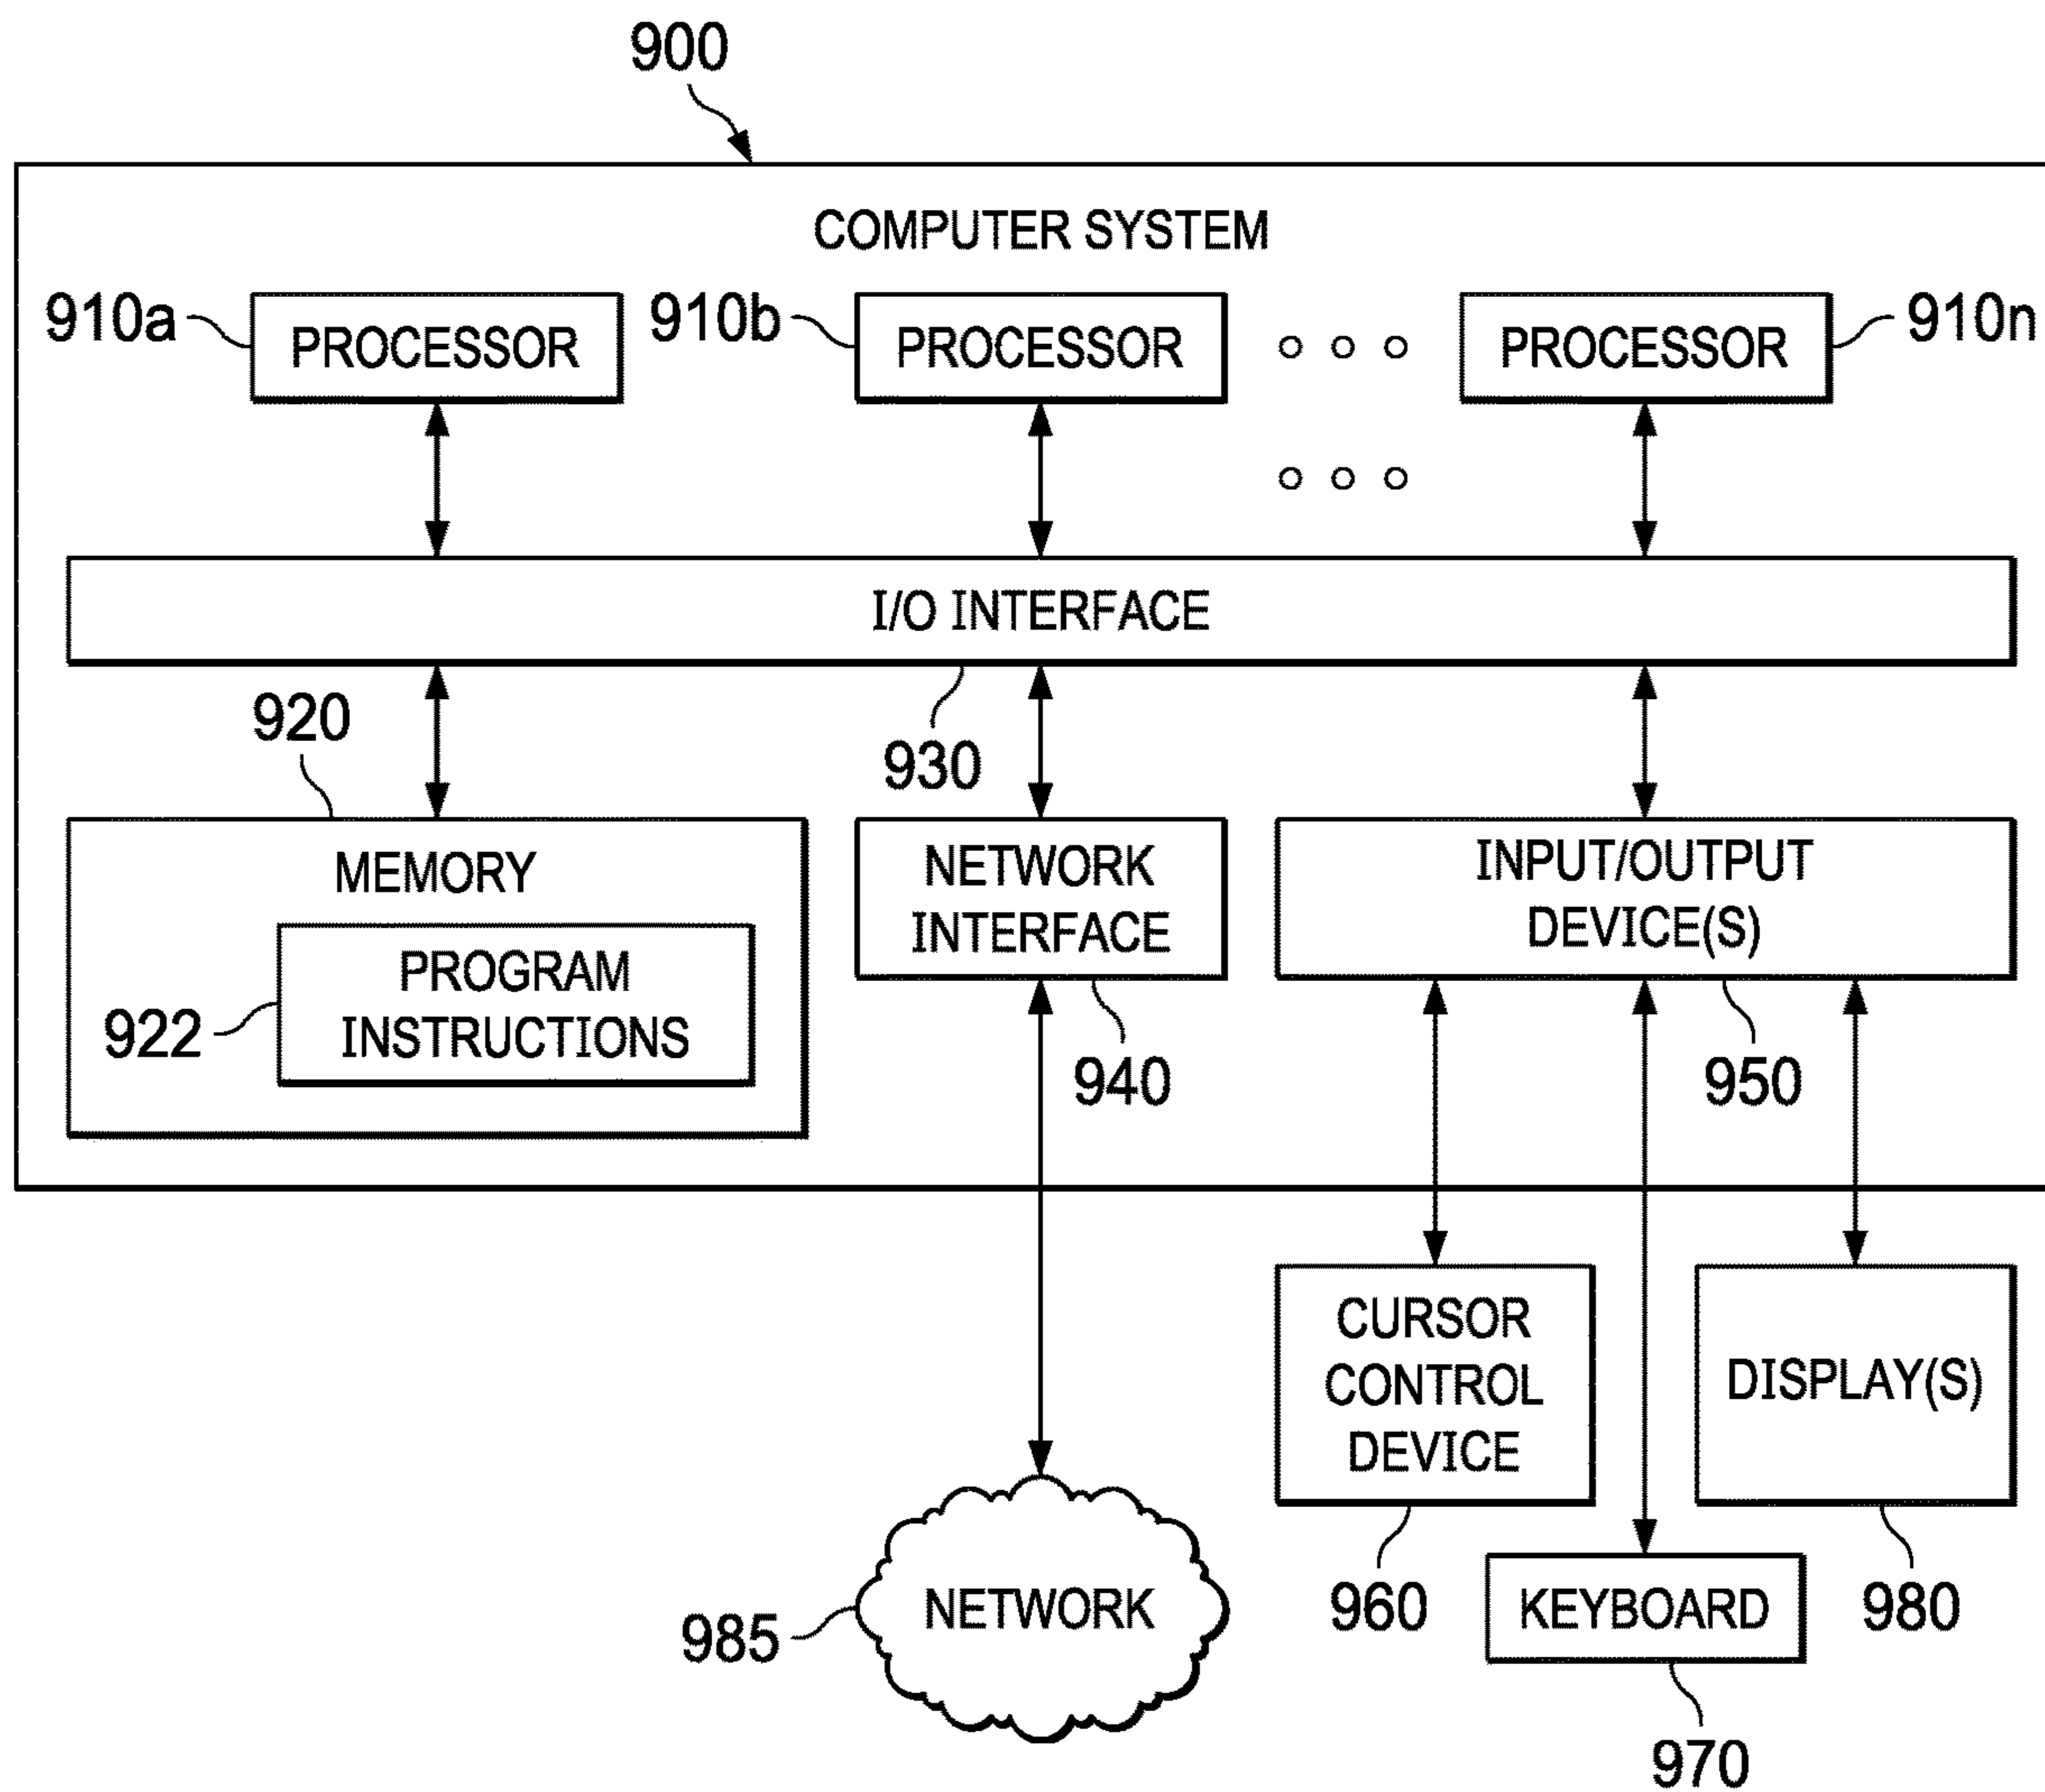 900
COMPUTER SYSTEM
910a
PROCESSOR
910b
PROCESSOR
PROCESSOR
910n
I/O INTERFACE
920
930
MEMORY
PROGRAM
INSTRUCTIONS
922
NETWORK
INTERFACE
940
INPUT/OUTPUT
DEVICE(S)
950
CURSOR
CONTROL
DEVICE
960
DISPLAY(S)
980
KEYBOARD
970
NETWORK
985